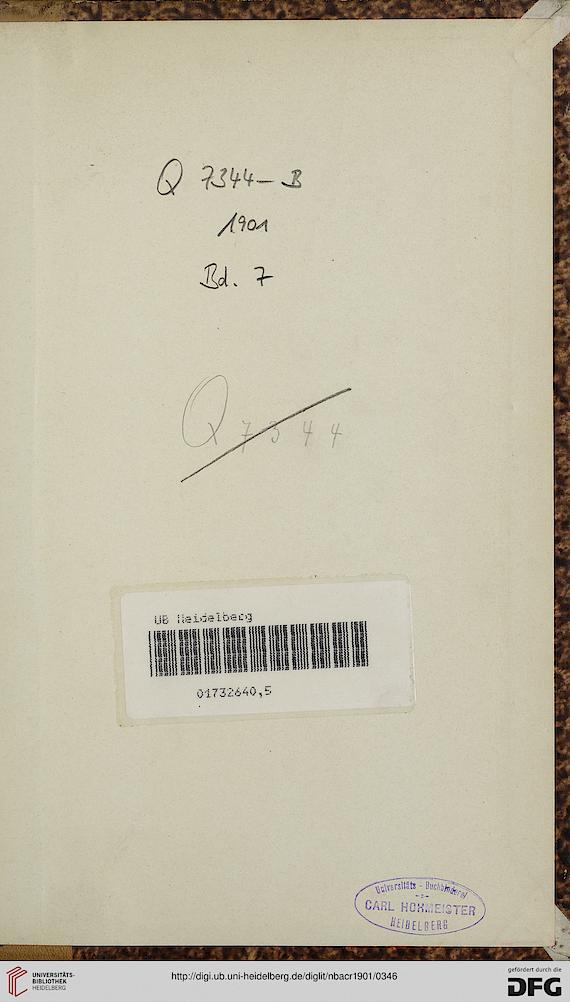 Q 7344-B
1901
Bd. 7
Q 7344
UB Heidelberg
01732640,5
Universitäts-Buchbinderei
CARL HOHMEISTER
HEIDELBERG
UNIVERSITÄTS-
BIBLIOTHEK
HEIDELBERG
http://digi.ub.uni-heidelberg.de/diglit/nbacr1901/0346
gefördert durch die
DFG